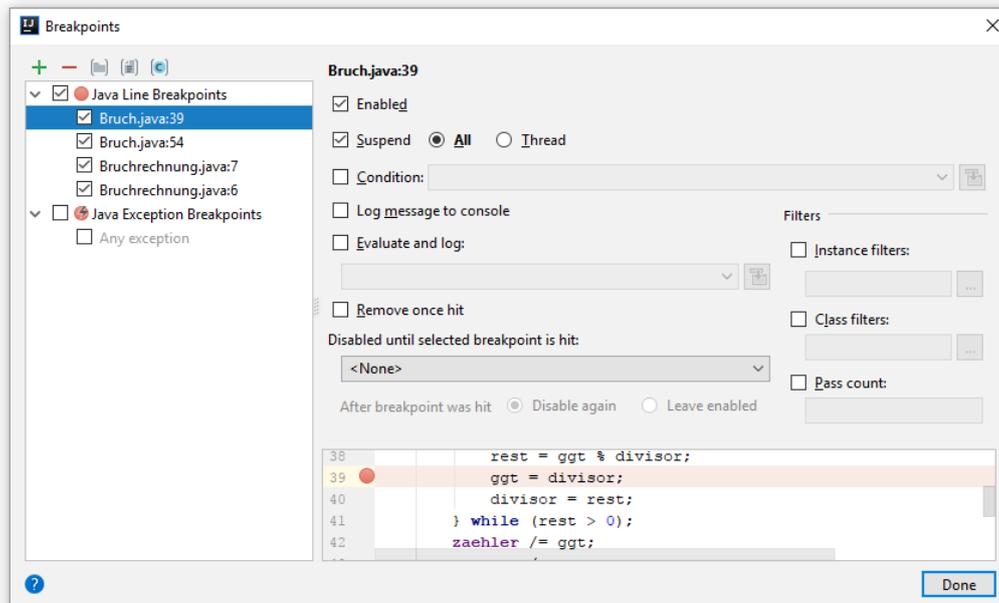 Breakpoints
Java Line Breakpoints
Bruch.java:39
Bruch.java:54
Bruchrechnung.java:7
Bruchrechnung.java:6
Java Exception Breakpoints
Any exception
Bruch.java:39
Enabled
Suspend All Thread
Condition:
Log message to console
Evaluate and log:
Remove once hit
Disabled until selected breakpoint is hit:
<None>
After breakpoint was hit Disable again Leave enabled
Filters
Instance filters:
...
Class filters:
...
Pass count:
38 rest = ggt % divisor;
39 ggt = divisor;
40 divisor = rest;
41 } while (rest > 0);
42 zaehler /= ggt;
? Done